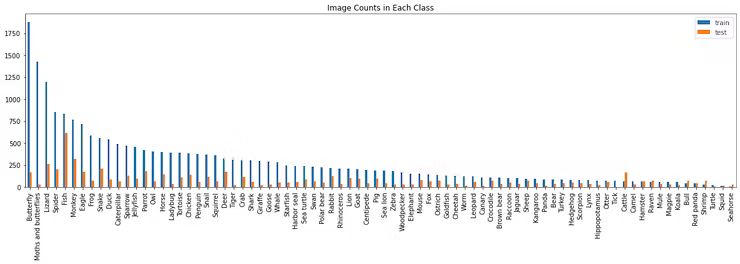 Image Counts in Each Class
train
test
1750
1500
1250
1000
750
500
250
0
Butterfly
Moths and butterflies
Lizard
Spider
Fish
Monkey
Eagle
Frog
Snake
Duck
Caterpillar
Sparrow
Jellyfish
Parrot
Owl
Horse
Ladybug
Tortoise
Chicken
Penguin
Snail
Squirrel
Deer
Tiger
Crab
Shark
Giraffe
Goose
Whale
Starfish
Harbor seal
Sea turtle
Swan
Polar bear
Rabbit
Rhinoceros
Lion
Goat
Centipede
Pig
Sea lion
Zebra
Woodpecker
Elephant
Mouse
Fox
Ostrich
Goldfish
Cheetah
Worm
Leopard
Canary
Crocodile
Brown bear
Raccoon
Jaguar
Sheep
Kangaroo
Panda
Bear
Turkey
Hedgehog
Scorpion
Lynx
Hippopotamus
Otter
Tick
Cattle
Camel
Hamster
Raven
Mule
Magpie
Koala
Bull
Red panda
Shrimp
Turtle
Squid
Seahorse